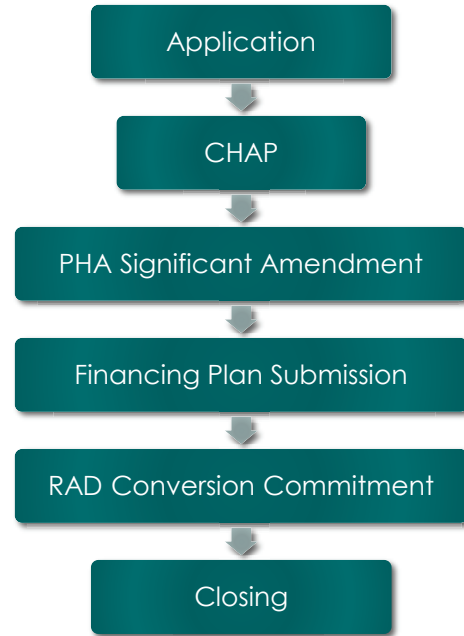 Application
CHAP
PHA Significant Amendment
Financing Plan Submission
RAD Conversion Commitment
Closing